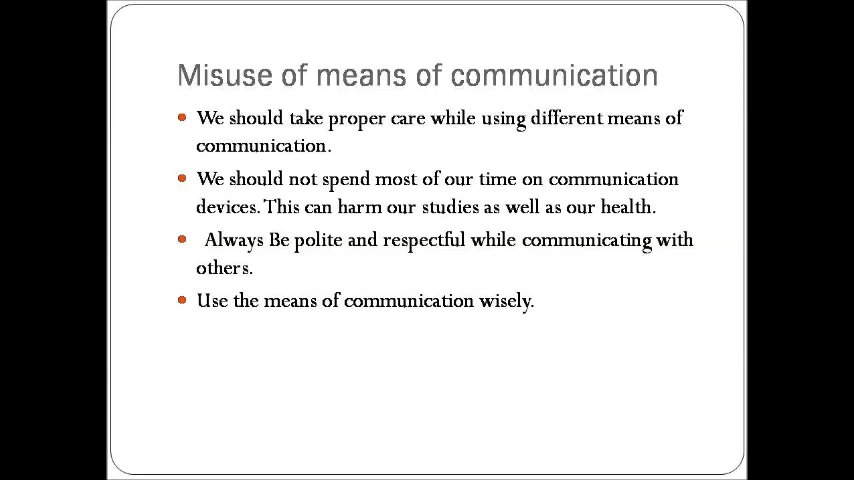 Misuse of means of communication
• We should take proper care while using different means of
communication.
• We should not spend most of our time on communication
devices. This can harm our studies as well as our health.
• Always Be polite and respectful while communicating with
others.
• Use the means of communication wisely.